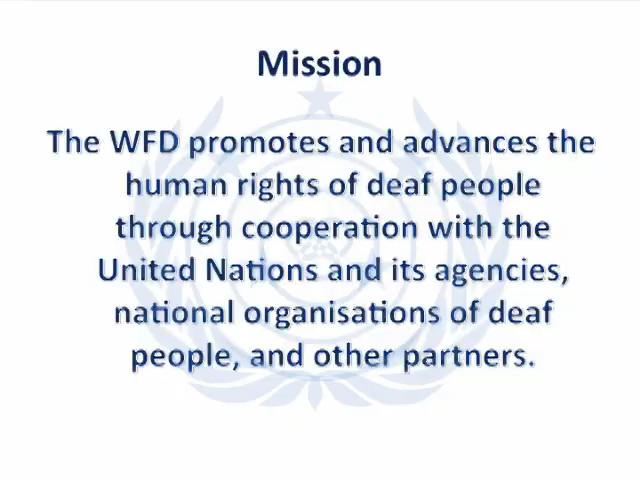 Mission
The WFD promotes and advances the
human rights of deaf people
through cooperation with the
United Nations and its agencies,
national organisations of deaf
people, and other partners.